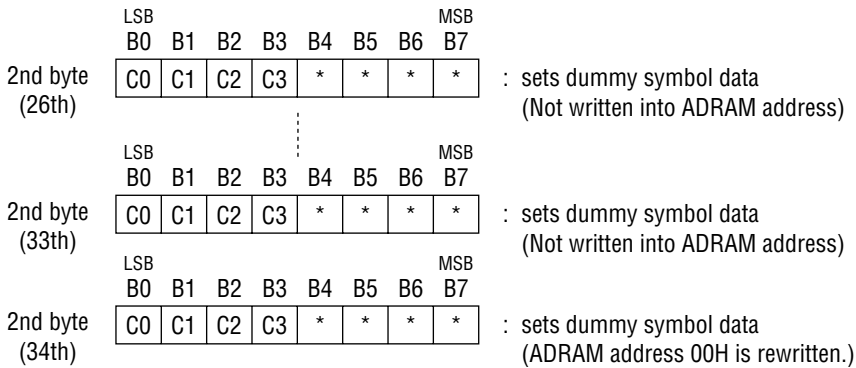 LSB MSB
B0 B1 B2 B3 B4 B5 B6 B7
2nd byte C0 C1 C2 C3 * * * * : sets dummy symbol data
(26th) (Not written into ADRAM address)
LSB MSB
B0 B1 B2 B3 B4 B5 B6 B7
2nd byte C0 C1 C2 C3 * * * * : sets dummy symbol data
(33th) (Not written into ADRAM address)
LSB MSB
B0 B1 B2 B3 B4 B5 B6 B7
2nd byte C0 C1 C2 C3 * * * * : sets dummy symbol data
(34th) (ADRAM address 00H is rewritten.)